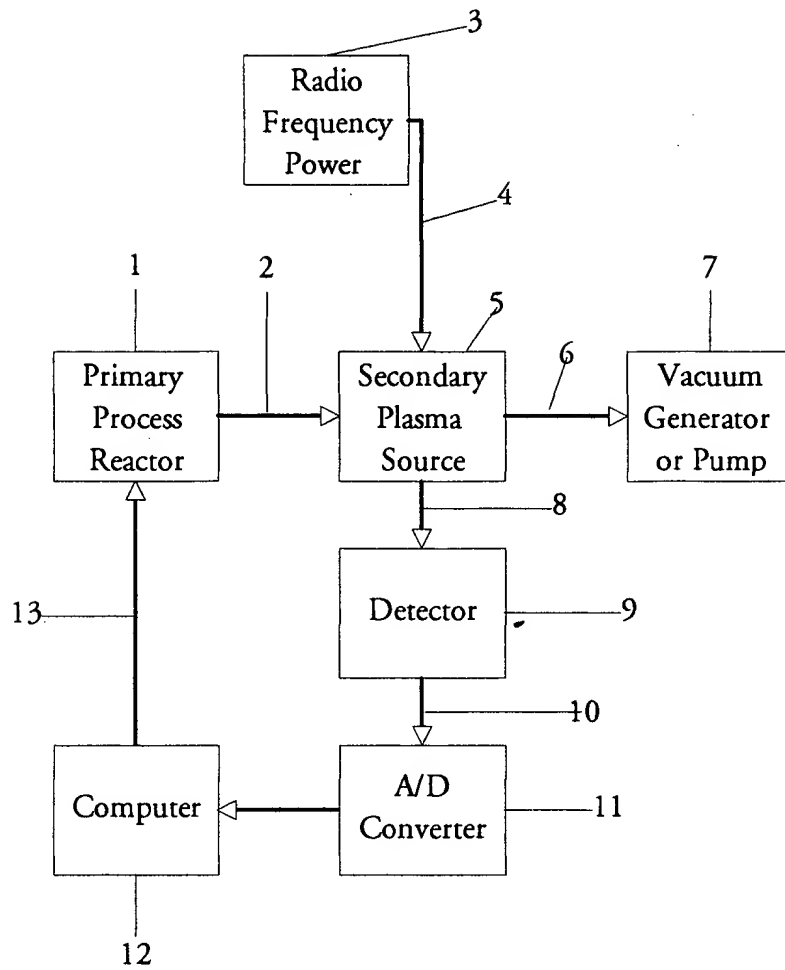 3
Radio
Frequency
Power
4
1
2
5
7
6
Primary
Process
Reactor
Secondary
Plasma
Source
Vacuum
Generator
or Pump
8
13
Detector
9
10
Computer
A/D
Converter
11
12